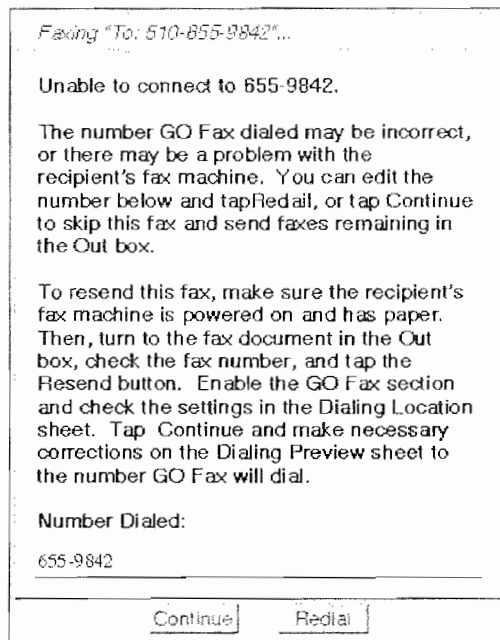 Faxing "To: 510-655-9842"...
Unable to connect to 655-9842.
The number GO Fax dialed may be incorrect,
or there may be a problem with the
recipient's fax machine. You can edit the
number below and tapRedail, or tap Continue
to skip this fax and send faxes remaining in
the Out box.
To resend this fax, make sure the recipient's
fax machine is powered on and has paper.
Then, turn to the fax document in the Out
box, check the fax number, and tap the
Resend button. Enable the GO Fax section
and check the settings in the Dialing Location
sheet. Tap Continue and make necessary
corrections on the Dialing Preview sheet to
the number GO Fax will dial.
Number Dialed:
655-9842
Continue Redial